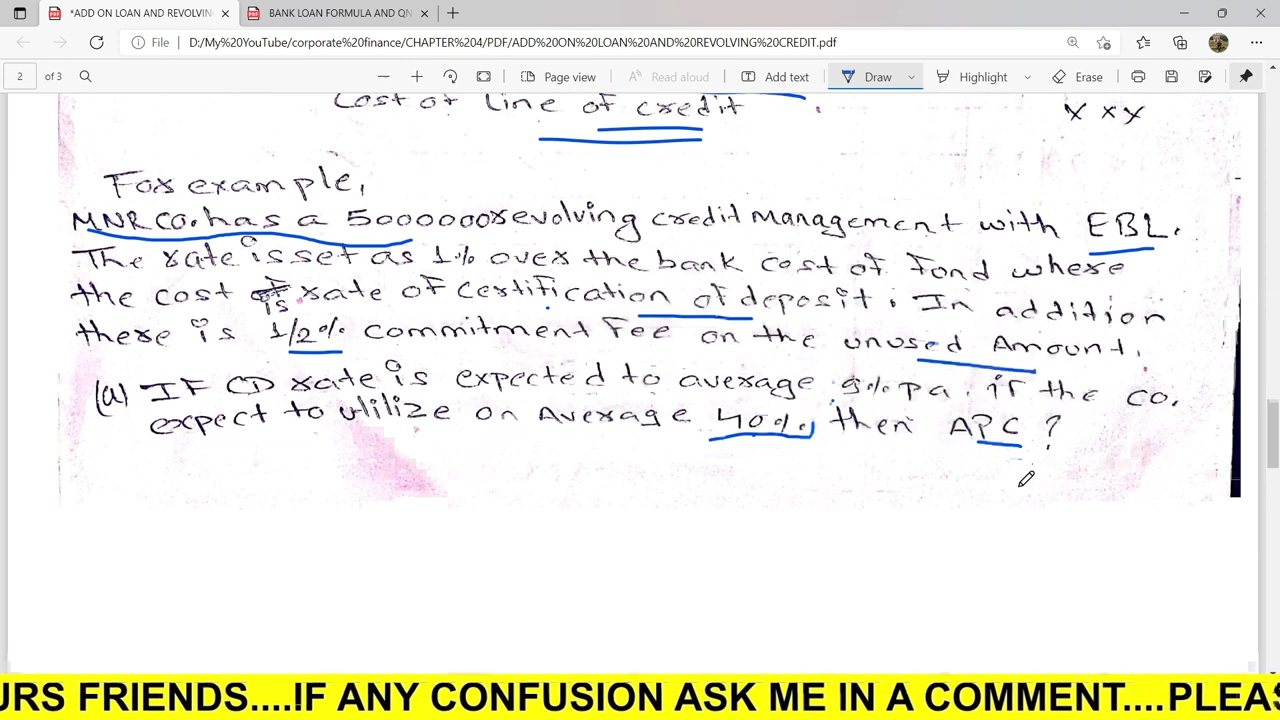 *ADD ON LOAN AND REVOLVIN
BANK LOAN FORMULA AND QN
File D:/My%20YouTube/corporate%20finance/CHAPTER%204/PDF/ADD%20ON%20LOAN%20AND%20REVOLVING%20CREDIT.pdf
2 of 3 Page view Read aloud Add text Draw Highlight Erase
Cost of line of credit.
x x x
For example,
MNR CO. has a 5000000 revolving credit management with EBL.
The rate is set as 1% over the bank cost of fond where
the cost is rate of certification of deposit. In addition
there is 1/2% commitment Fee on the unused Amount.
(a) IF CD rate is expected to average 9% pa. if the co.
expect to utilize on Average 40%, then APC ?
URS FRIENDS....!IF ANY CONFUSION ASK ME IN A COMMENT....PLEAS